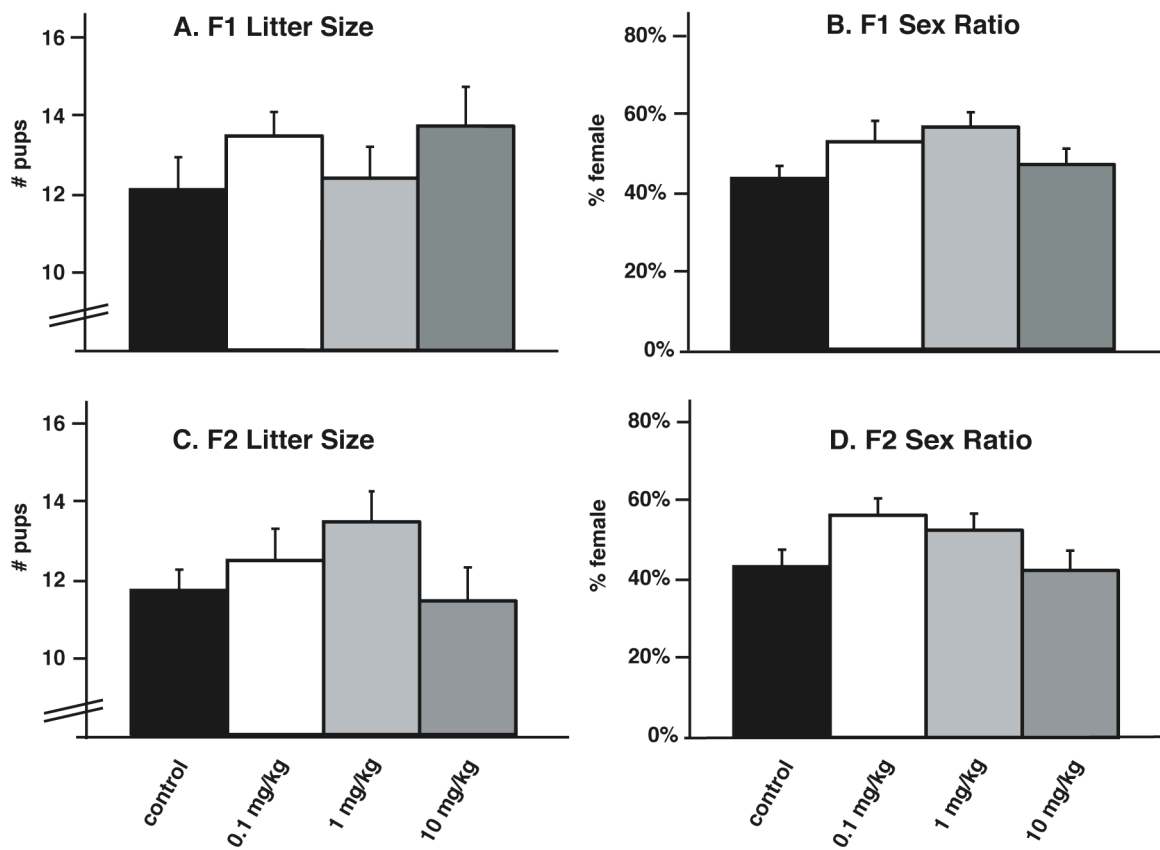 A. F1 Litter Size
16
14
12
10
# pups
B. F1 Sex Ratio
80%
60%
40%
20%
0%
% female
C. F2 Litter Size
16
14
12
10
# pups
D. F2 Sex Ratio
80%
60%
40%
20%
0%
% female
control
0.1 mg/kg
1 mg/kg
10 mg/kg
control
0.1 mg/kg
1 mg/kg
10 mg/kg